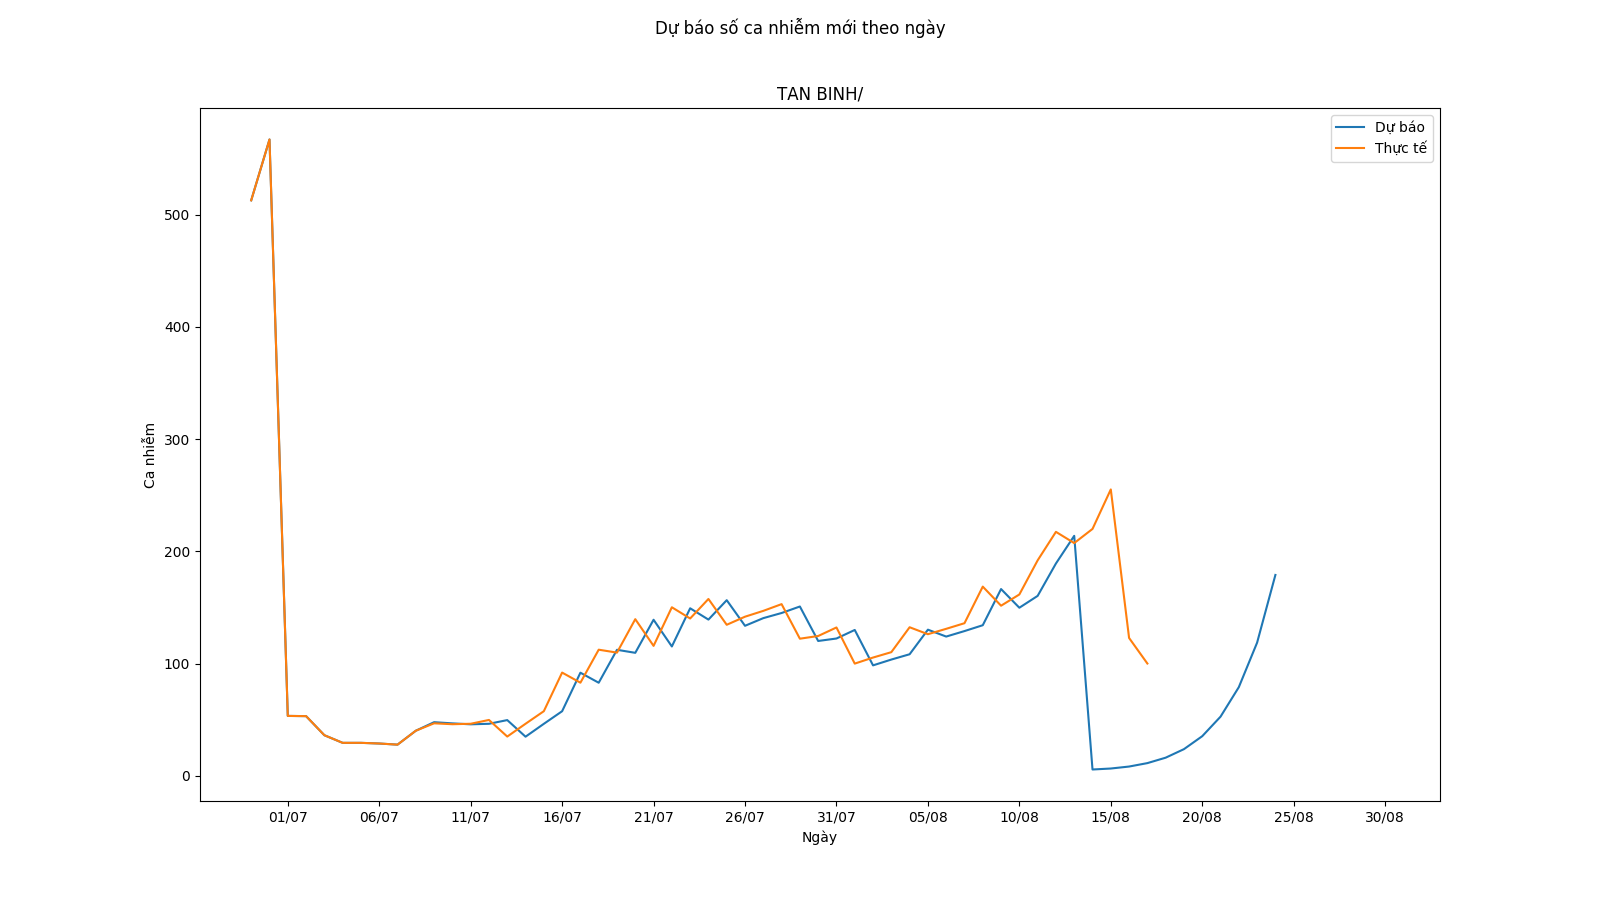 Dự báo số ca nhiễm mới theo ngày
TAN BINH/
Dự báo
Thực tế
500
400
300
200
100
0
Ca nhiễm
01/07 06/07 11/07 16/07 21/07 26/07 31/07 05/08 10/08 15/08 20/08 25/08 30/08
Ngày